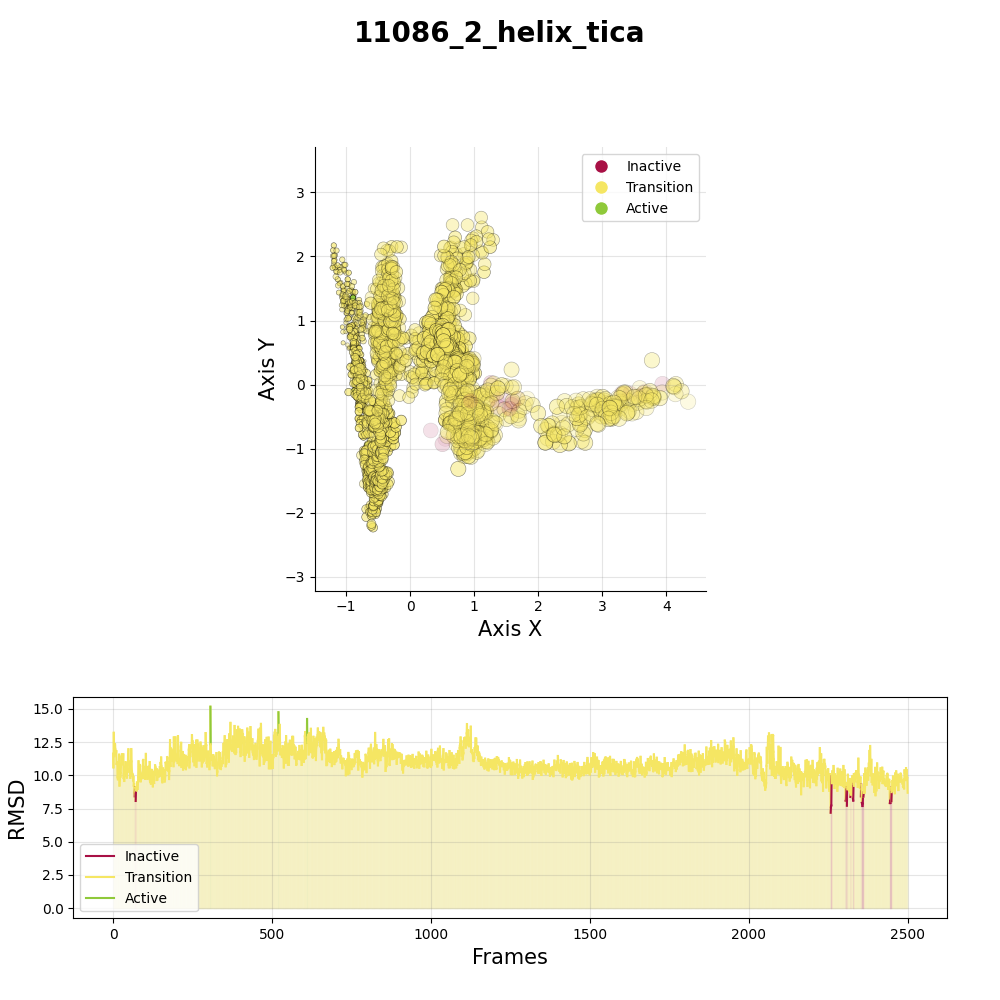 11086_2_helix_tica
Inactive
Transition
Active
3
2
1
0
−1
−2
−3
Axis Y
−1 0 1 2 3 4
Axis X
15.0
12.5
10.0
7.5
5.0
2.5
0.0
RMSD
Inactive
Transition
Active
0 500 1000 1500 2000 2500
Frames